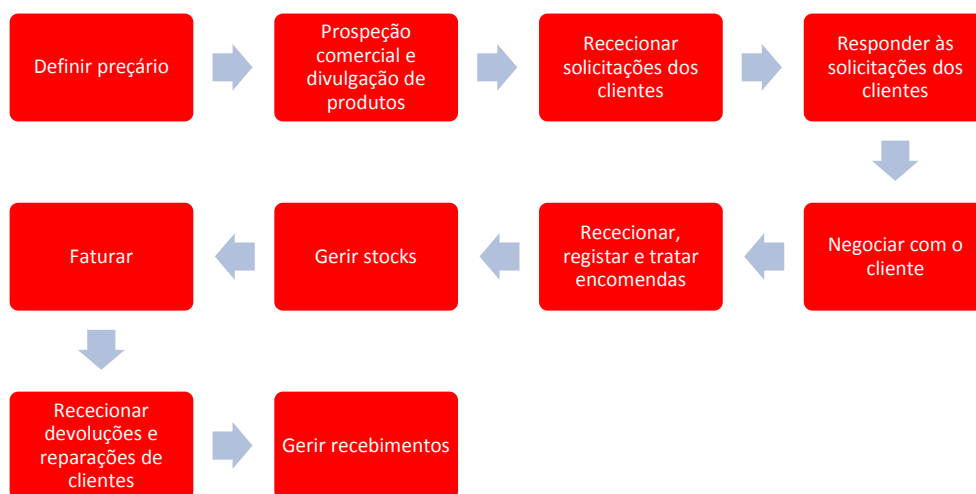 Definir preçário
Prospeção
comercial e
divulgação de
produtos
Rececionar
solicitações dos
clientes
Responder às
solicitações dos
clientes
Negociar com o
cliente
Rececionar,
registar e tratar
encomendas
Gerir stocks
Faturar
Rececionar
devoluções e
reparações de
clientes
Gerir recebimentos